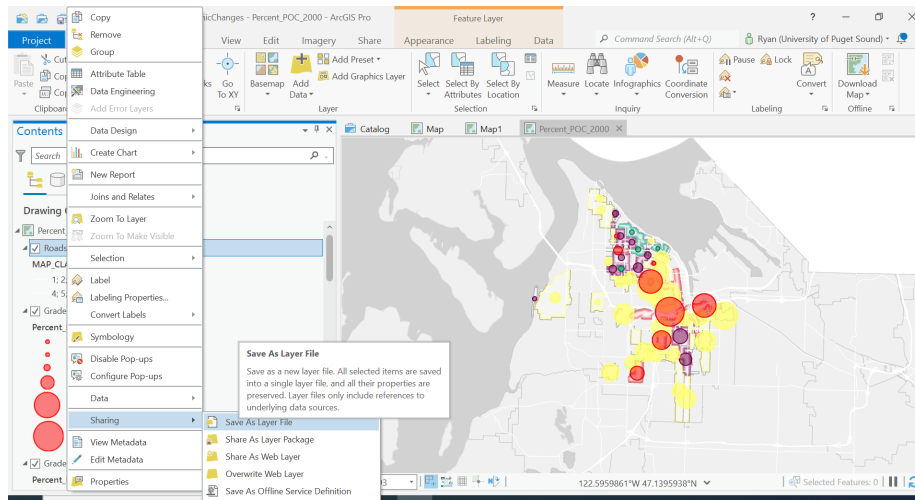 nicChanges - Percent_POC_2000 - ArcGIS Pro
Feature Layer
?
Project
View
Edit
Imagery
Share
Appearance
Labeling
Data
Command Search (Alt+Q)
Ryan (University of Puget Sound)
Paste
Cut
Clipboard
Go To XY
Basemap
Add Data
Add Preset
Add Graphics Layer
Layer
Select
Select By Attributes
Select By Location
Selection
Measure
Locate
Infographics
Coordinate Conversion
Inquiry
Pause
Lock
Convert
Labeling
Download Map
Offline
Contents
Search
Percent_
Roads
MAP_CLA
1; 2;
4; 5;
Grade
Percent_
Grade
Percent_
Copy
Remove
Group
Attribute Table
Data Engineering
Add Error Layers
Data Design
Create Chart
New Report
Joins and Relates
Zoom To Layer
Zoom To Make Visible
Selection
Label
Labeling Properties...
Convert Labels
Symbology
Disable Pop-ups
Configure Pop-ups
Data
Sharing
View Metadata
Edit Metadata
Properties
Save As Layer File
Save as a new layer file. All selected items are saved
into a single layer file, and all their properties are
preserved. Layer files only include references to
underlying data sources.
Save As Layer File
Share As Layer Package
Share As Web Layer
Overwrite Web Layer
Save As Offline Service Definition
Catalog
Map
Map1
Percent_POC_2000
122.5959861°W 47.1395938°N
Selected Features: 0